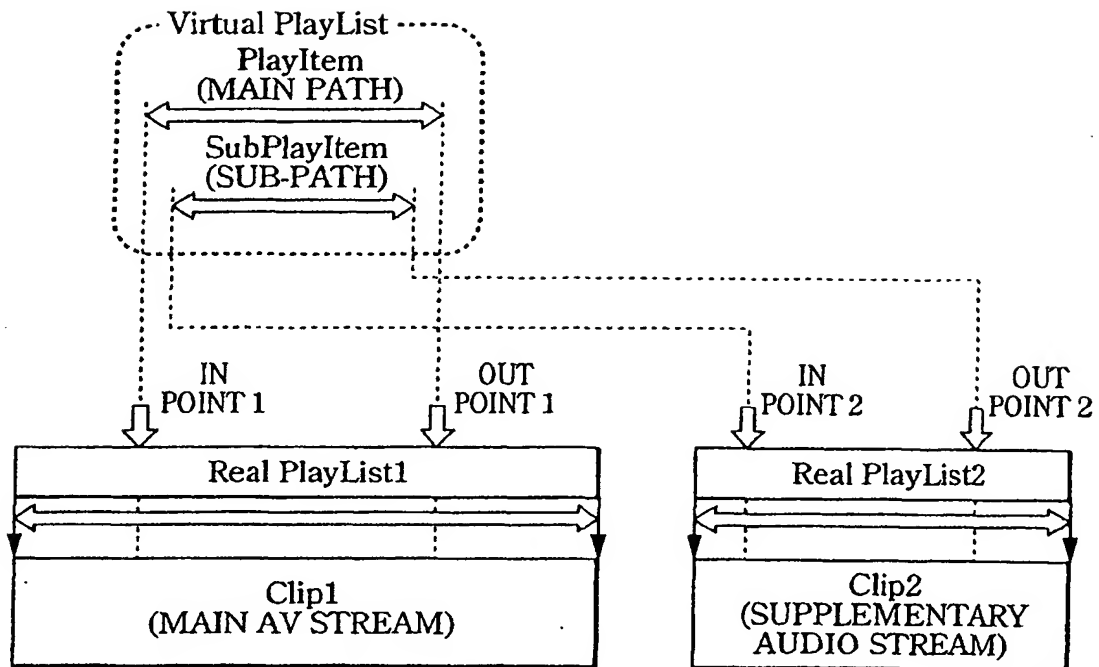 Virtual PlayList
PlayItem
(MAIN PATH)
SubPlayItem
(SUB-PATH)
IN
POINT 1
OUT
POINT 1
IN
POINT 2
OUT
POINT 2
Real PlayList1
Real PlayList2
Clip1
(MAIN AV STREAM)
Clip2
(SUPPLEMENTARY
AUDIO STREAM)